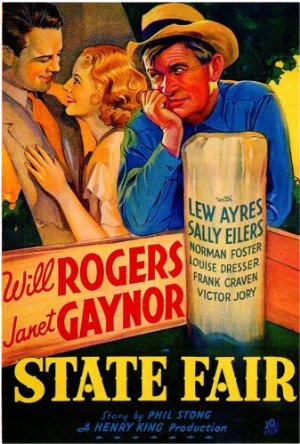 with
LEW AYRES
SALLY EILERS
NORMAN FOSTER
LOUISE DRESSER
FRANK CRAVEN
VICTOR JORY
Will ROGERS
Janet GAYNOR
STATE FAIR
Story by PHIL STONG
A HENRY KING Production